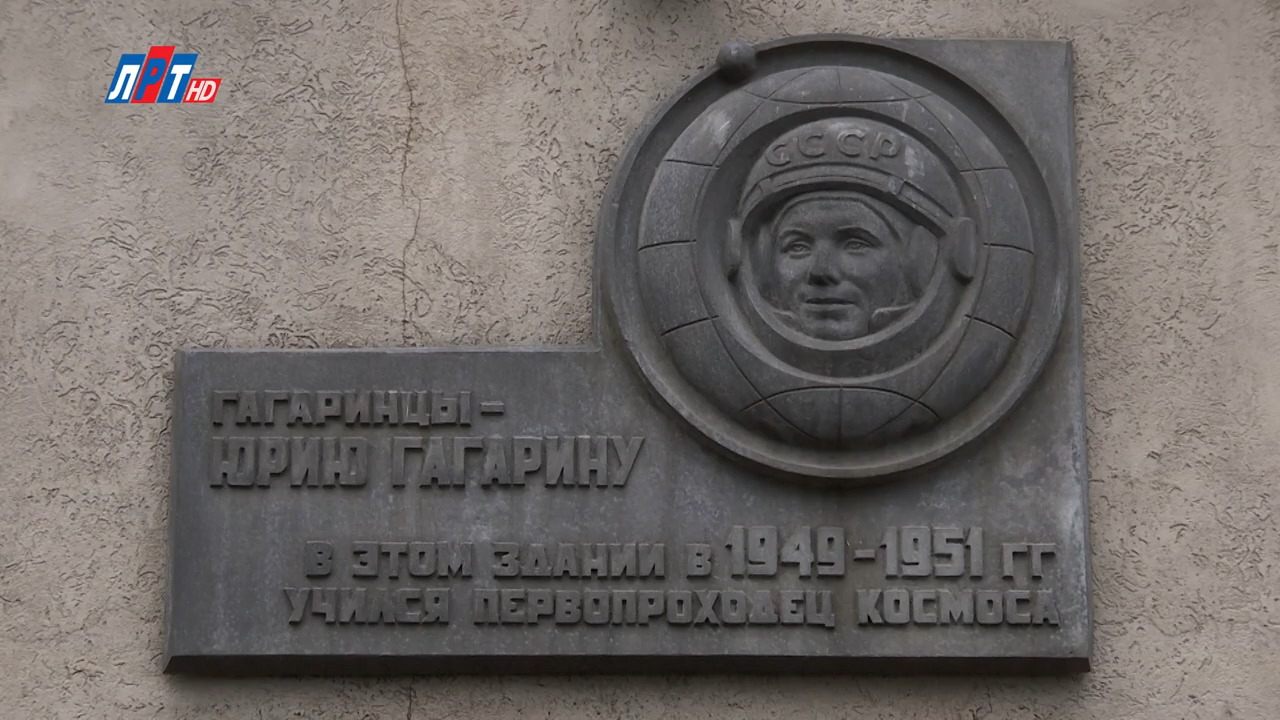 ЛРТ HD
СССР
ГАГАРИНЦЫ –
ЮРИЮ ГАГАРИНУ
В ЭТОМ ЗДАНИИ В 1949-1951 ГГ
УЧИЛСЯ ПЕРВОПРОХОДЕЦ КОСМОСА